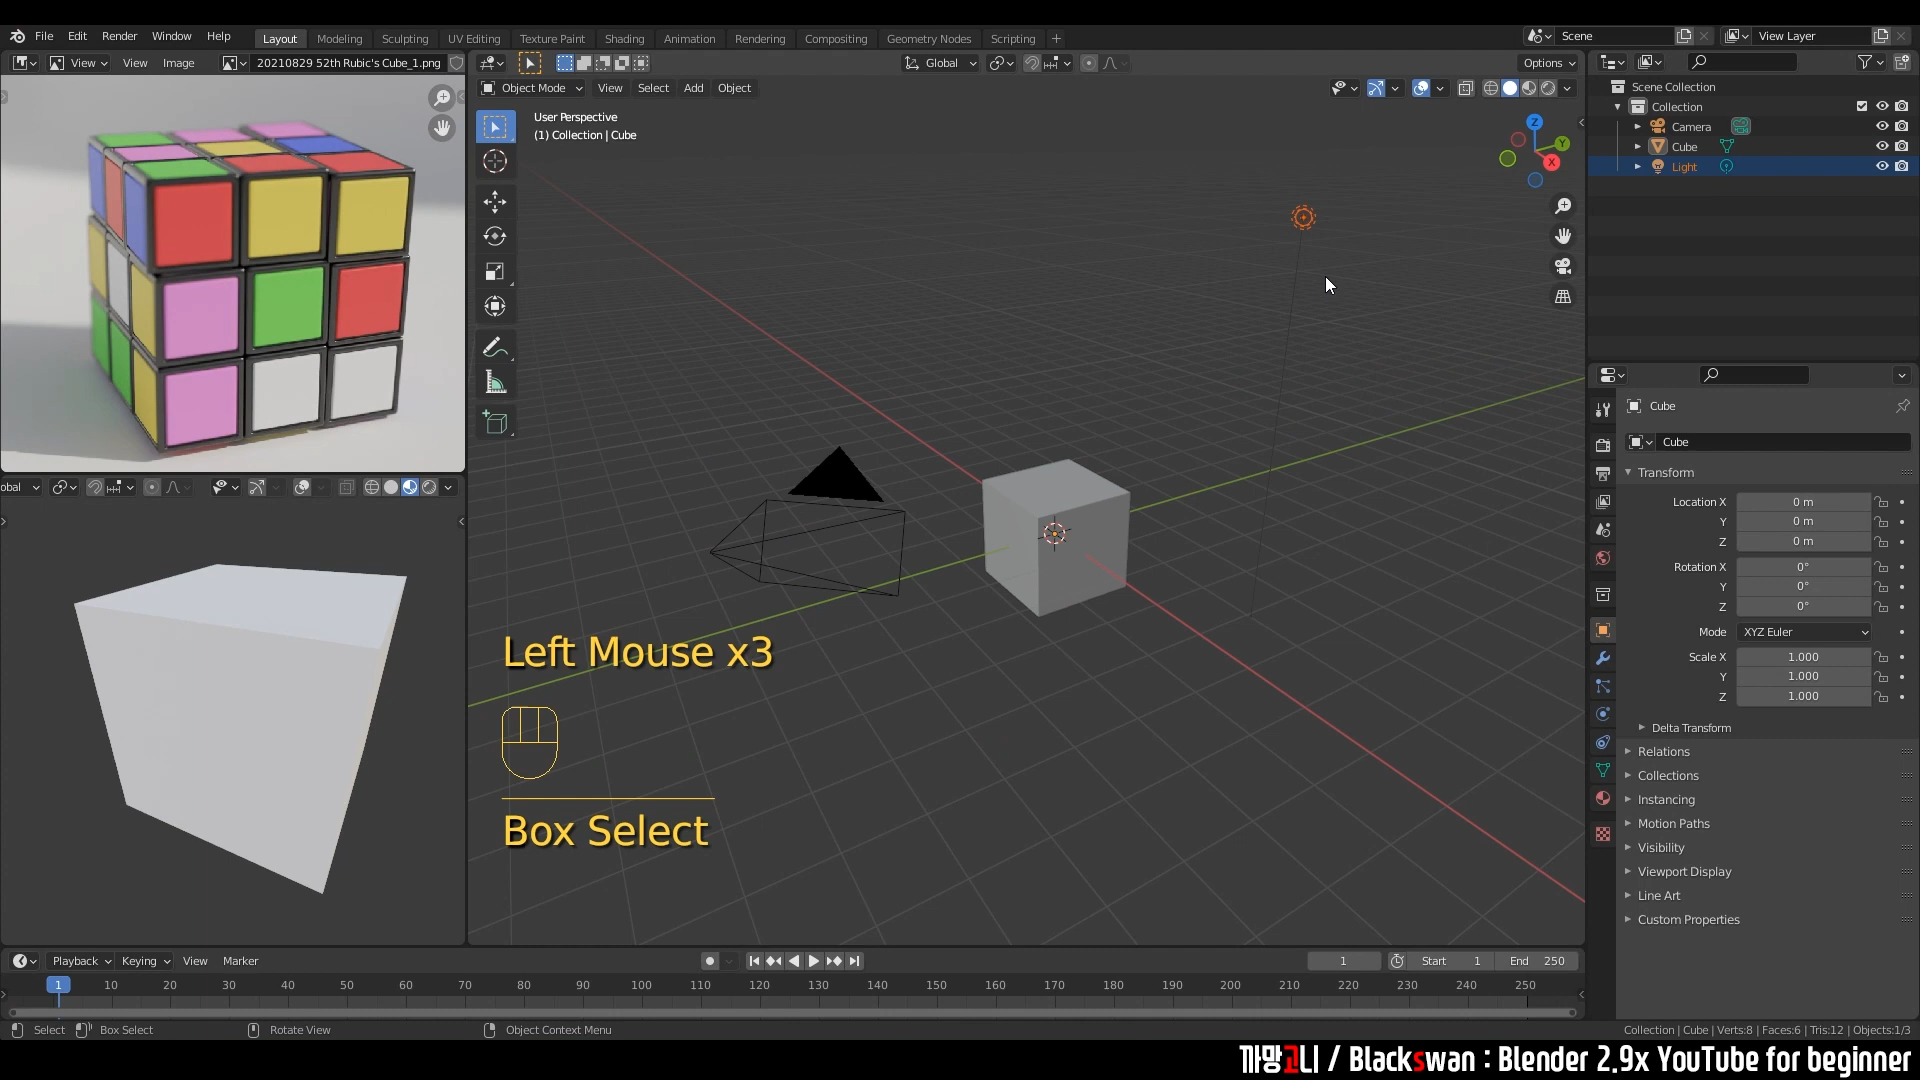 File Edit Render Window Help Layout Modeling Sculpting UV Editing Texture Paint Shading Animation Rendering Compositing Geometry Nodes Scripting + Scene View Layer
View View Image 20210829 52th Rubic's Cube_1.png Global Options
Object Mode View Select Add Object
User Perspective
(1) Collection | Cube
Z
Y
X
Scene Collection
Collection
Camera
Cube
Light
Cube
Cube
Transform
Location X 0 m
Y 0 m
Z 0 m
Rotation X 0°
Y 0°
Z 0°
Mode XYZ Euler
Scale X 1.000
Y 1.000
Z 1.000
Delta Transform
Relations
Collections
Instancing
Motion Paths
Visibility
Viewport Display
Line Art
Custom Properties
obal
Left Mouse x3
Box Select
Playback Keying View Marker 1 Start 1 End 250
1 10 20 30 40 50 60 70 80 90 100 110 120 130 140 150 160 170 180 190 200 210 220 230 240 250
Select Box Select Rotate View Object Context Menu Collection | Cube | Verts:8 | Faces:6 | Tris:12 | Objects:1/3
까망고니 / Blackswan : Blender 2.9x YouTube for beginner